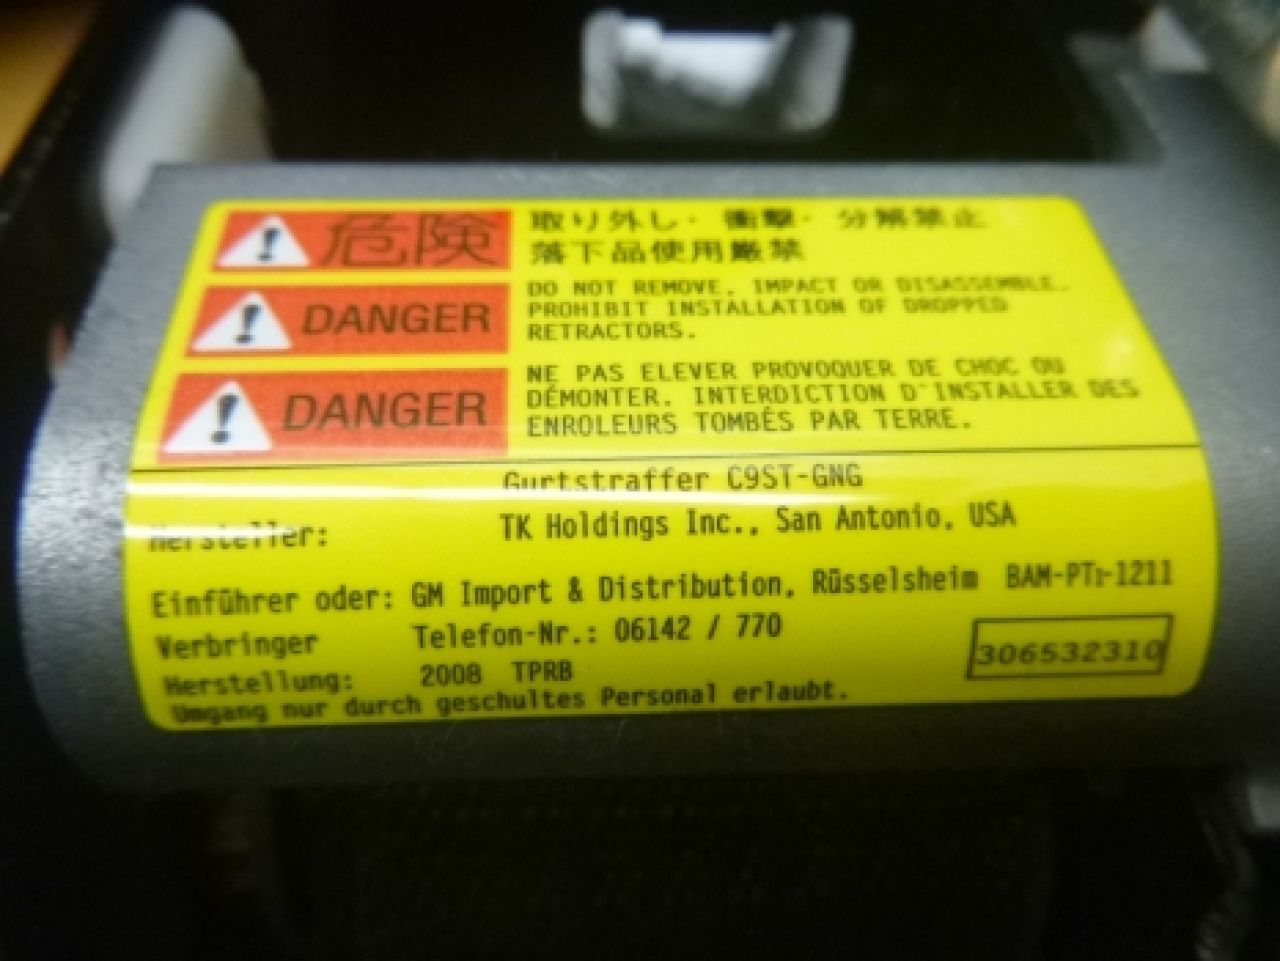 危険
取り外し・衝撃・分解禁止
落下品使用厳禁
DANGER
DO NOT REMOVE, IMPACT OR DISASSEMBLE.
PROHIBIT INSTALLATION OF DROPPED
RETRACTORS.
DANGER
NE PAS ELEVER PROVOQUER DE CHOC OU
DÉMONTER. INTERDICTION D'INSTALLER DES
ENROLEURS TOMBÉS PAR TERRE.
Gurtstraffer C9ST-GNG
Hersteller: TK Holdings Inc., San Antonio, USA
Einführer oder: GM Import & Distribution, Rüsselsheim BAM-PT1-1211
Verbringer Telefon-Nr.: 06142 / 770
306532310
Herstellung: 2008 TPRB
Umgang nur durch geschultes Personal erlaubt.